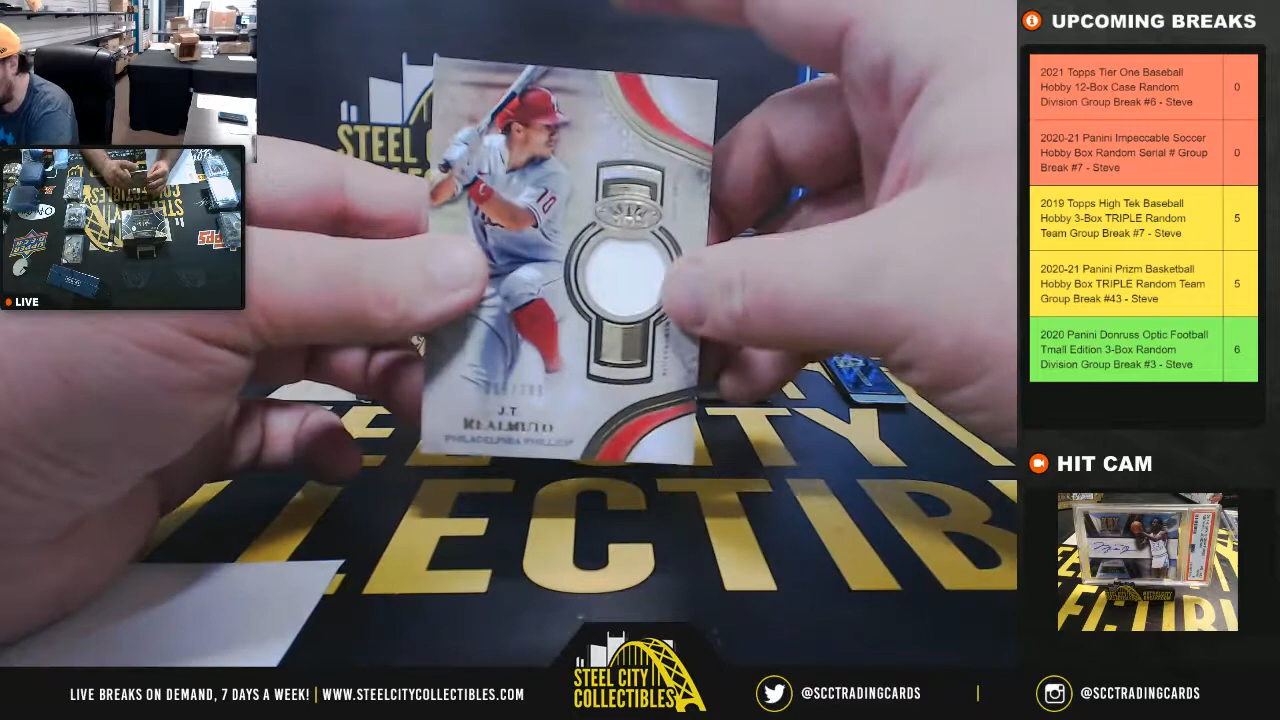 UPCOMING BREAKS
2021 Topps Tier One Baseball
Hobby 12-Box Case Random
Division Group Break #6 - Steve
0
2020-21 Panini Impeccable Soccer
Hobby Box Random Serial # Group
Break #7 - Steve
0
2019 Topps High Tek Baseball
Hobby 3-Box TRIPLE Random
Team Group Break #7 - Steve
5
2020-21 Panini Prizm Basketball
Hobby Box TRIPLE Random Team
Group Break #43 - Steve
5
2020 Panini Donruss Optic Football
Tmall Edition 3-Box Random
Division Group Break #3 - Steve
6
LIVE
STEEL
10
J.T.
REALMUTO
PHILADELPHIA PHILLIES
CITY
LECTIB
HIT CAM
LIVE BREAKS ON DEMAND, 7 DAYS A WEEK! | WWW.STEELCITYCOLLECTIBLES.COM
STEEL CITY
COLLECTIBLES
@SCCTRADINGCARDS
@SCCTRADINGCARDS